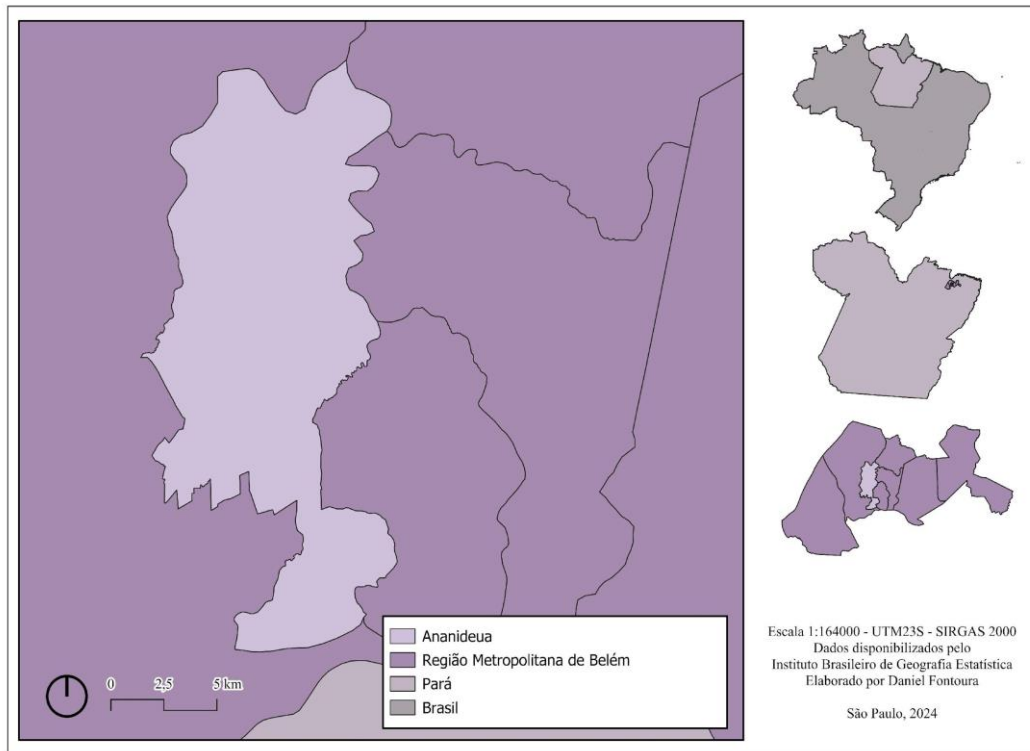 Ananideua
Região Metropolitana de Belém
Pará
Brasil
0 2,5 5 km
Escala 1:164000 - UTM23S - SIRGAS 2000
Dados disponibilizados pelo
Instituto Brasileiro de Geografia Estatística
Elaborado por Daniel Fontoura
São Paulo, 2024